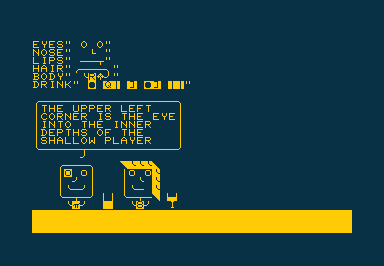 EYES"
NOSE"
LIPS"
HAIR"
BODY"
DRINK"
THE UPPER LEFT
CORNER IS THE EYE
INTO THE INNER
DEPTHS OF THE
SHALLOW PLAYER